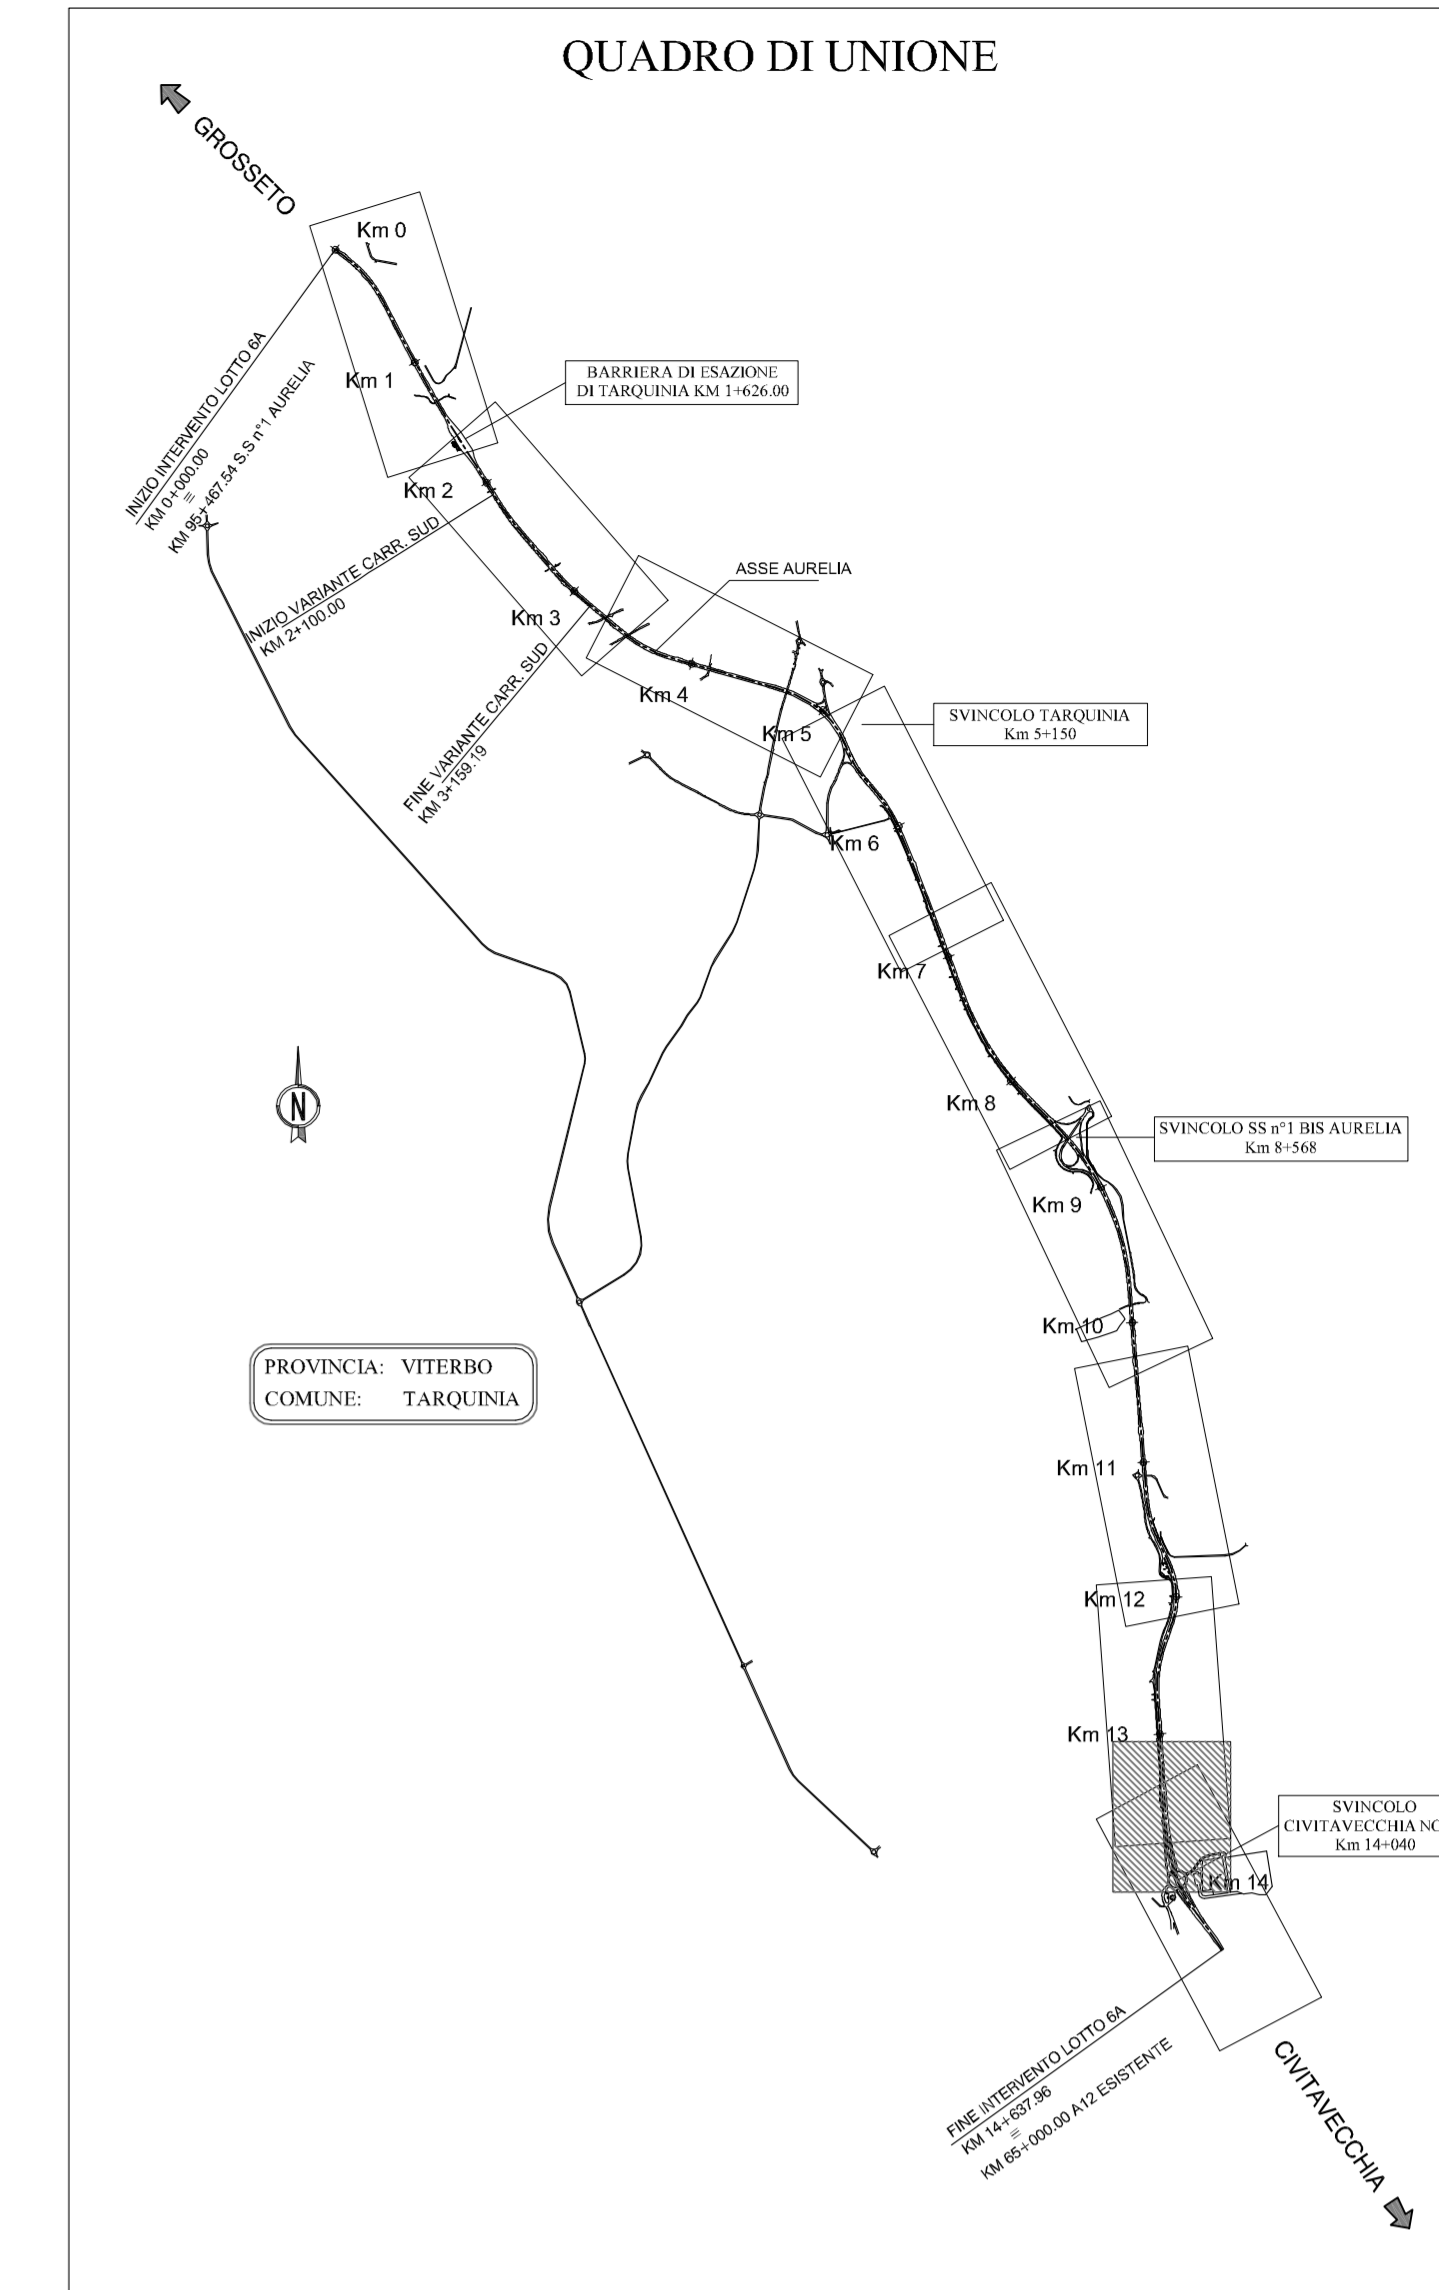 QUADRO DI UNIONE
GROSSETO
Km 0
INIZIO INTERVENTO LOTTO 6A
KM 0+000.00
≡
KM 95+467.54 S.S n°1 AURELIA
Km 1
BARRIERA DI ESAZIONE
DI TARQUINIA KM 1+626.00
Km 2
INIZIO VARIANTE CARR. SUD
KM 2+100.00
ASSE AURELIA
Km 3
FINE VARIANTE CARR. SUD
KM 3+159.19
Km 4
SVINCOLO TARQUINIA
Km 5+150
Km 5
Km 6
Km 7
N
Km 8
SVINCOLO SS n°1 BIS AURELIA
Km 8+568
Km 9
Km 10
PROVINCIA: VITERBO
COMUNE: TARQUINIA
Km 11
Km 12
Km 13
SVINCOLO
CIVITAVECCHIA NO
Km 14+040
Km 14
FINE INTERVENTO LOTTO 6A
KM 14+637.96
≡
KM 65+000.00 A12 ESISTENTE
CIVITAVECCHIA